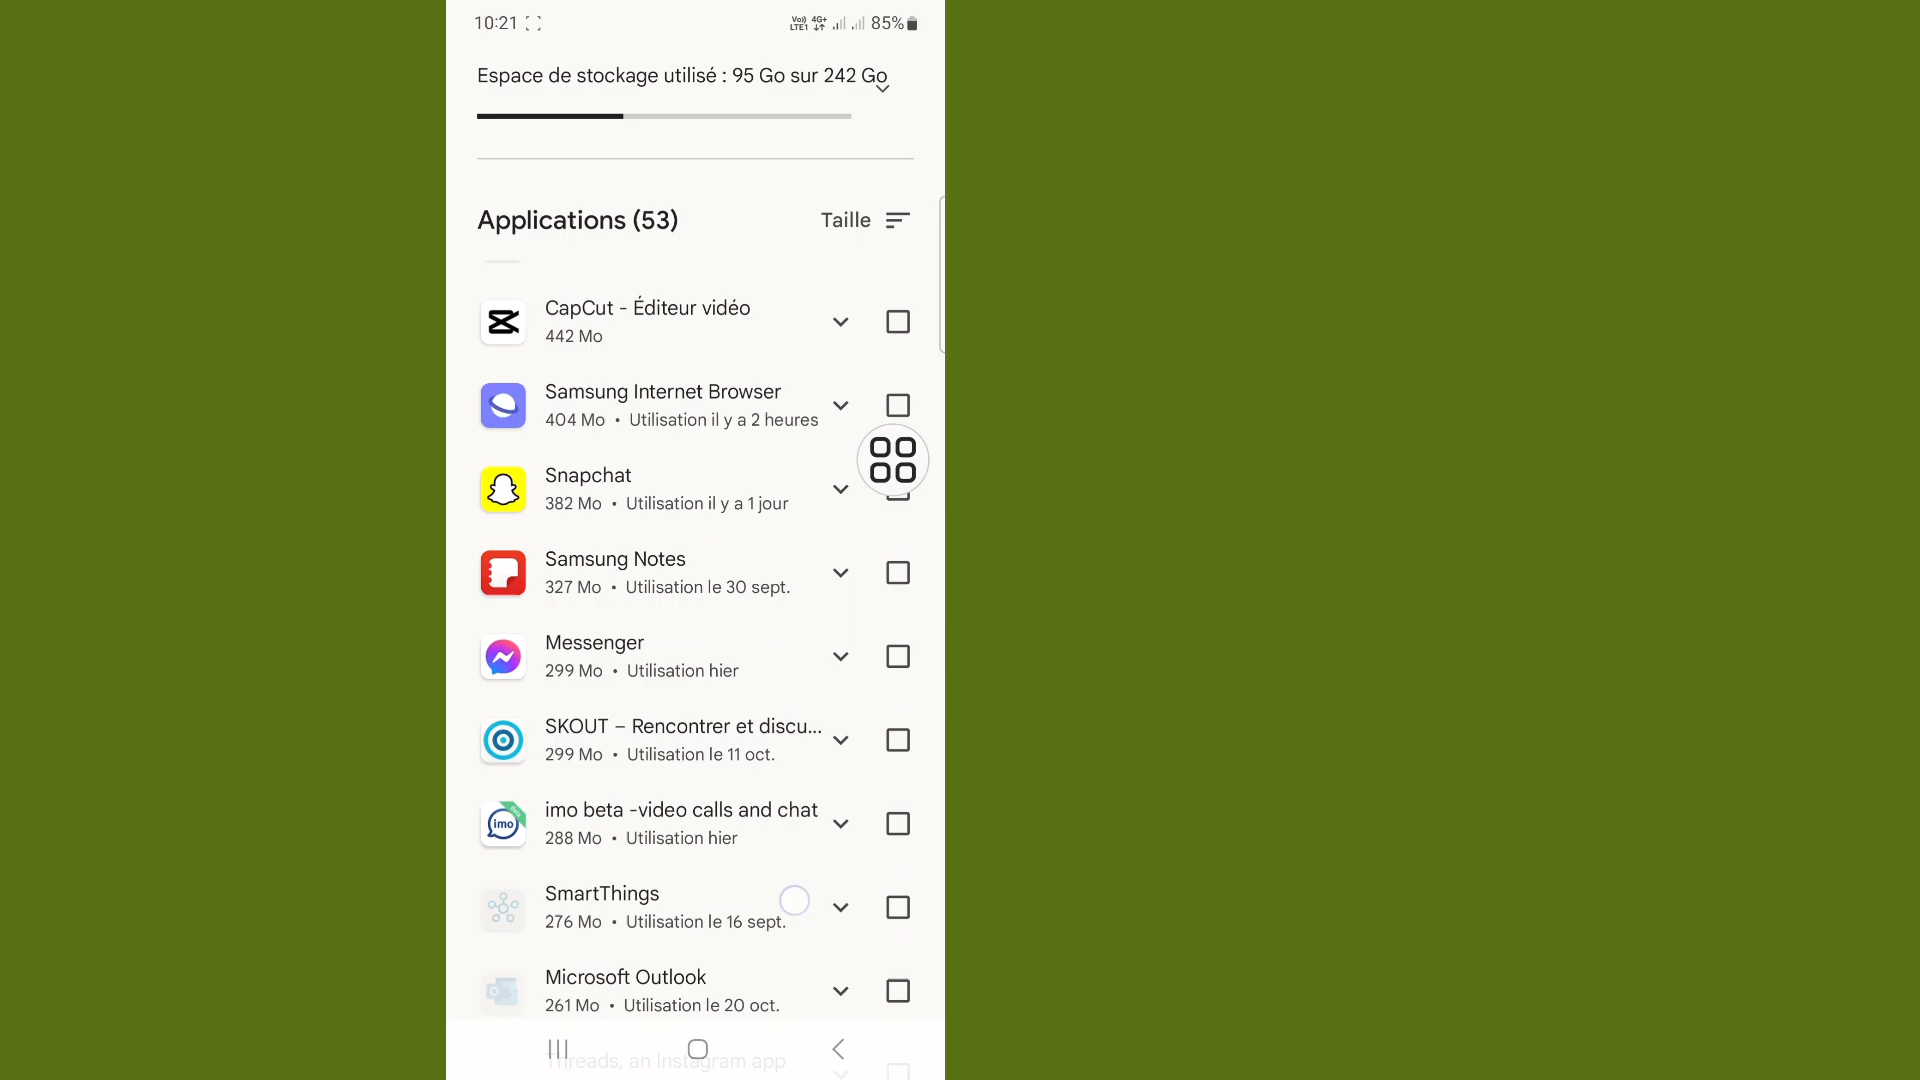 10:21
Vo)) 4G+
LTE1
85%
Espace de stockage utilisé : 95 Go sur 242 Go
Applications (53)
Taille
CapCut - Éditeur vidéo
442 Mo
Samsung Internet Browser
404 Mo • Utilisation il y a 2 heures
Snapchat
382 Mo • Utilisation il y a 1 jour
Samsung Notes
327 Mo • Utilisation le 30 sept.
Messenger
299 Mo • Utilisation hier
SKOUT – Rencontrer et discu...
299 Mo • Utilisation le 11 oct.
imo
imo beta -video calls and chat
288 Mo • Utilisation hier
SmartThings
276 Mo • Utilisation le 16 sept.
Microsoft Outlook
261 Mo • Utilisation le 20 oct.
Threads, an Instagram app